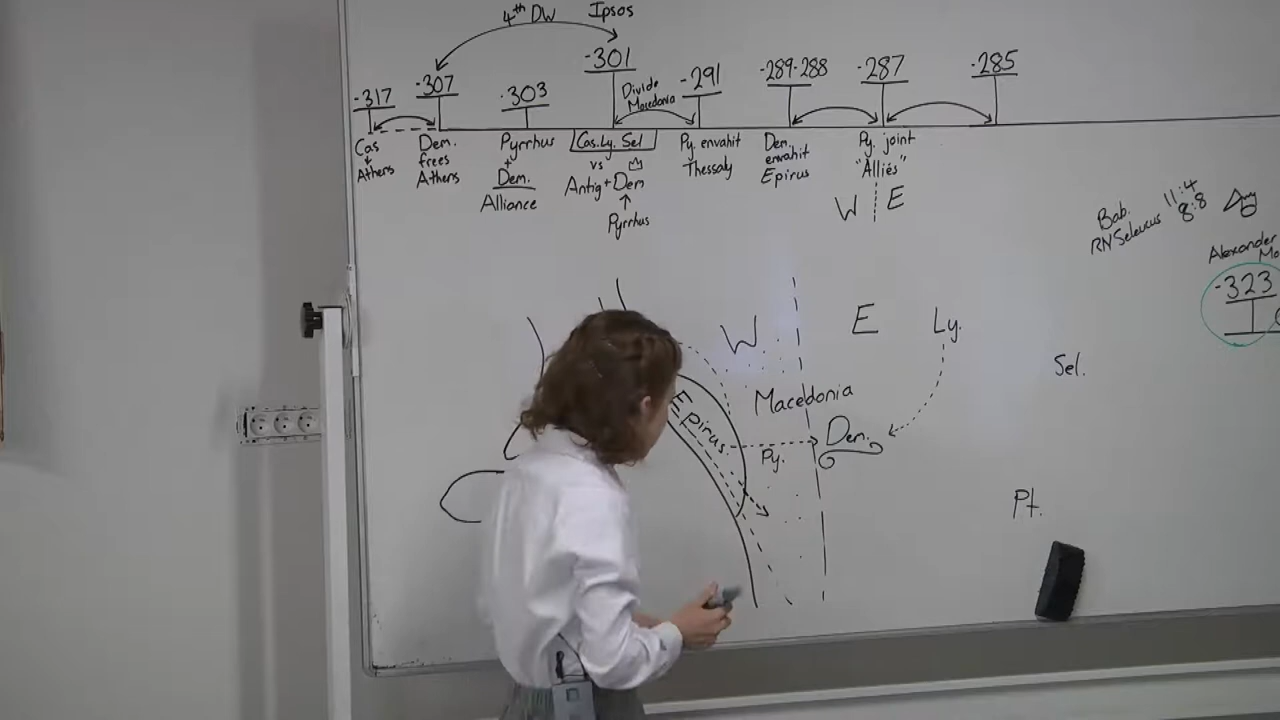 4th DW
Ipsos
-317
-307
-303
-301
-291
-289-288
-287
-285
Divide
Macedonia
Cas
Athens
Dem.
frees
Athens
Pyrrhus
+
Dem.
Alliance
Cas. Ly. Sel
vs
Antig + Dem
Pyrrhus
Py. envahit
Thessaly
Dem.
envahit
Epirus
Py. joint
"Alliés"
W E
Bab. 11:4
RN Seleucus 8:8
Alexander
-323
W E Ly.
Sel.
Macedonia
Epirus
Dem.
Py.
Pt.